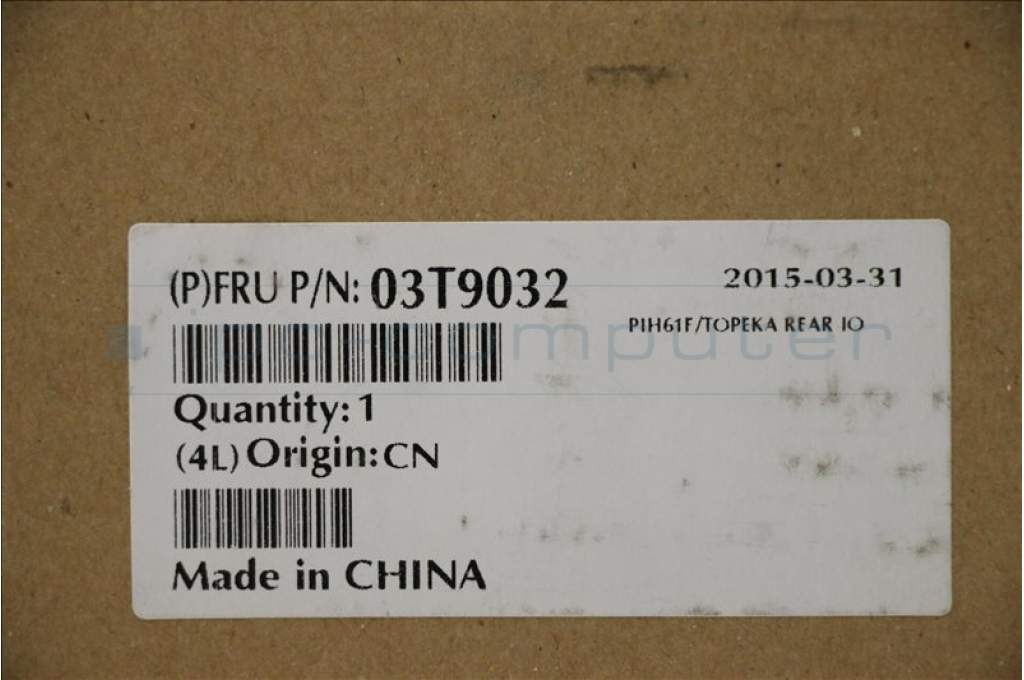 (P)FRU P/N: 03T9032
2015-03-31
PIH61F/TOPEKA REAR IO
Quantity: 1
(4L) Origin: CN
Made in CHINA